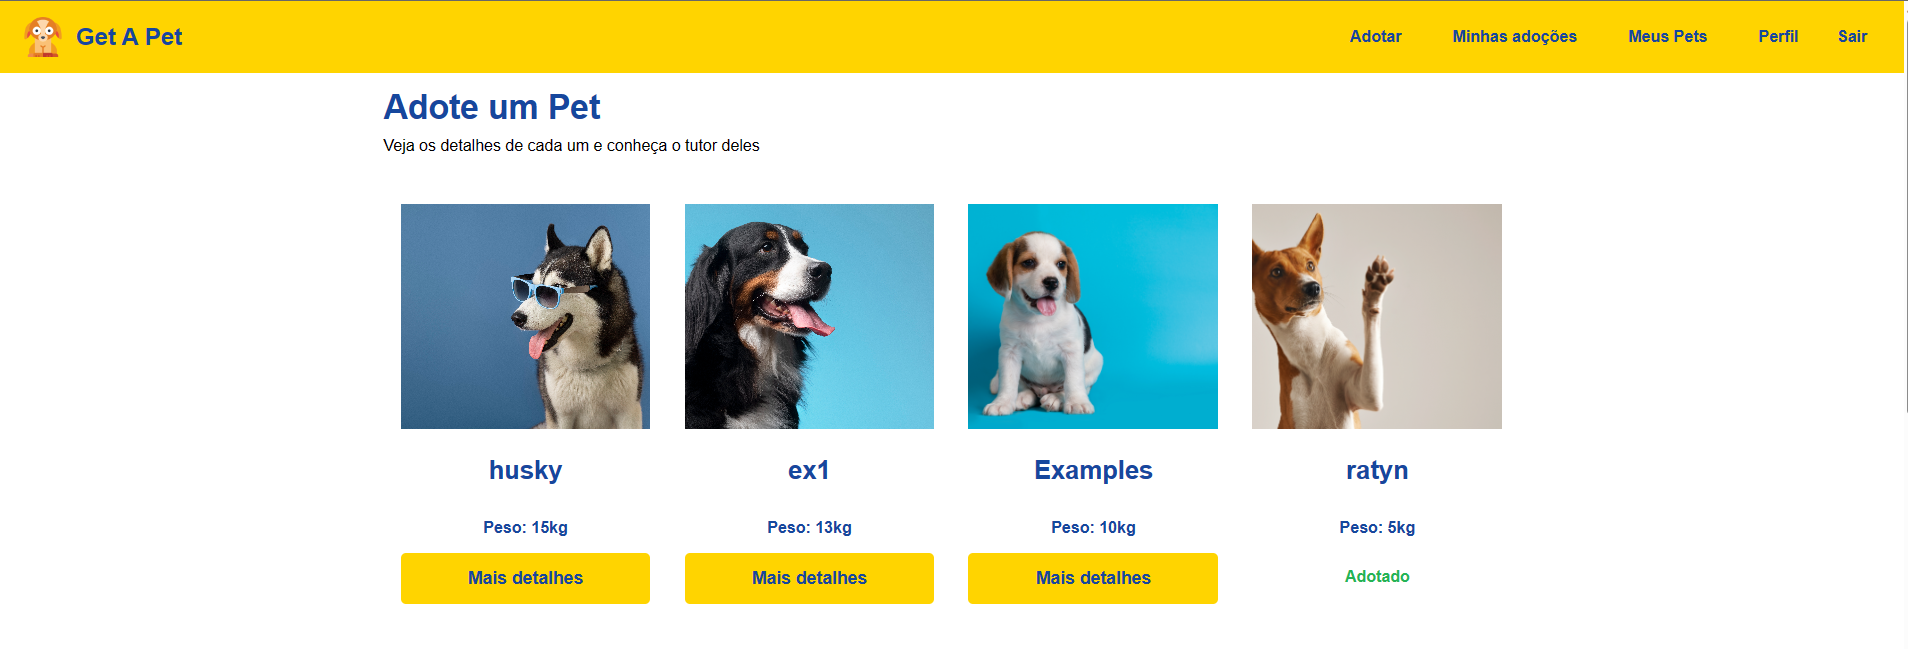 Get A Pet
Adotar Minhas adoções Meus Pets Perfil Sair
Adote um Pet
Veja os detalhes de cada um e conheça o tutor deles
husky
Peso: 15kg
Mais detalhes
ex1
Peso: 13kg
Mais detalhes
Examples
Peso: 10kg
Mais detalhes
ratyn
Peso: 5kg
Adotado